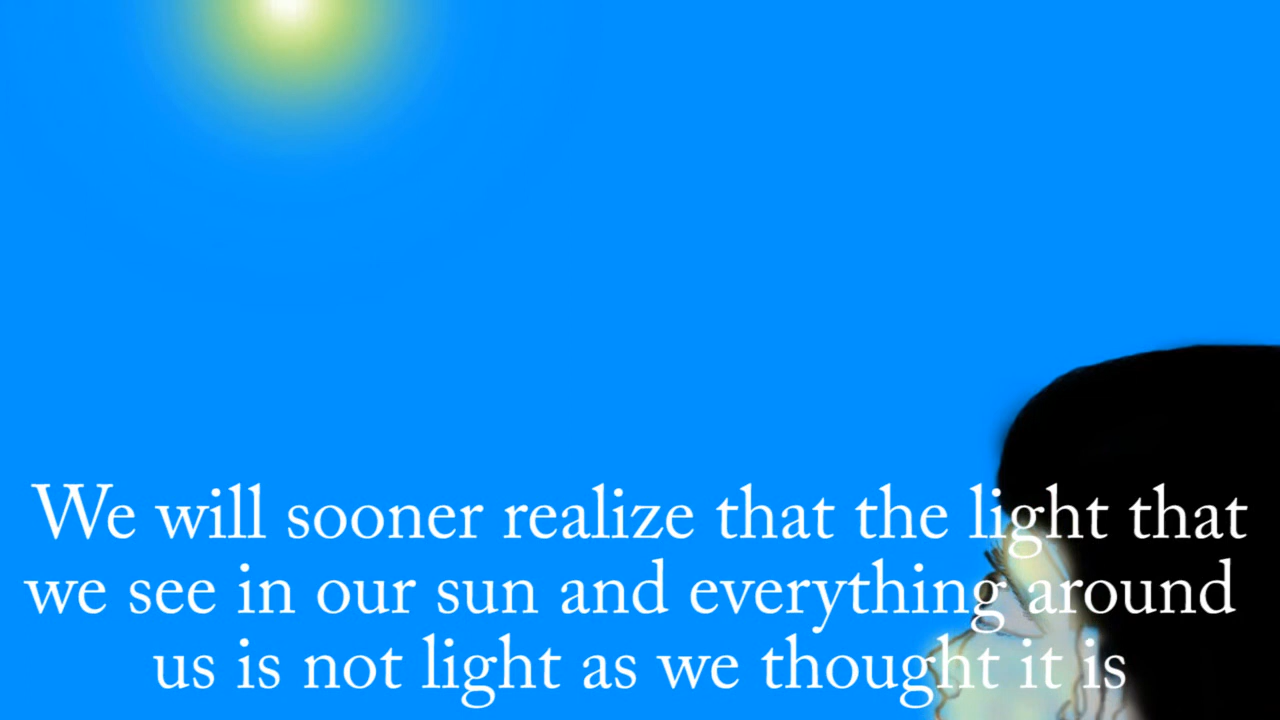 We will sooner realize that the light that
we see in our sun and everything around
us is not light as we thought it is